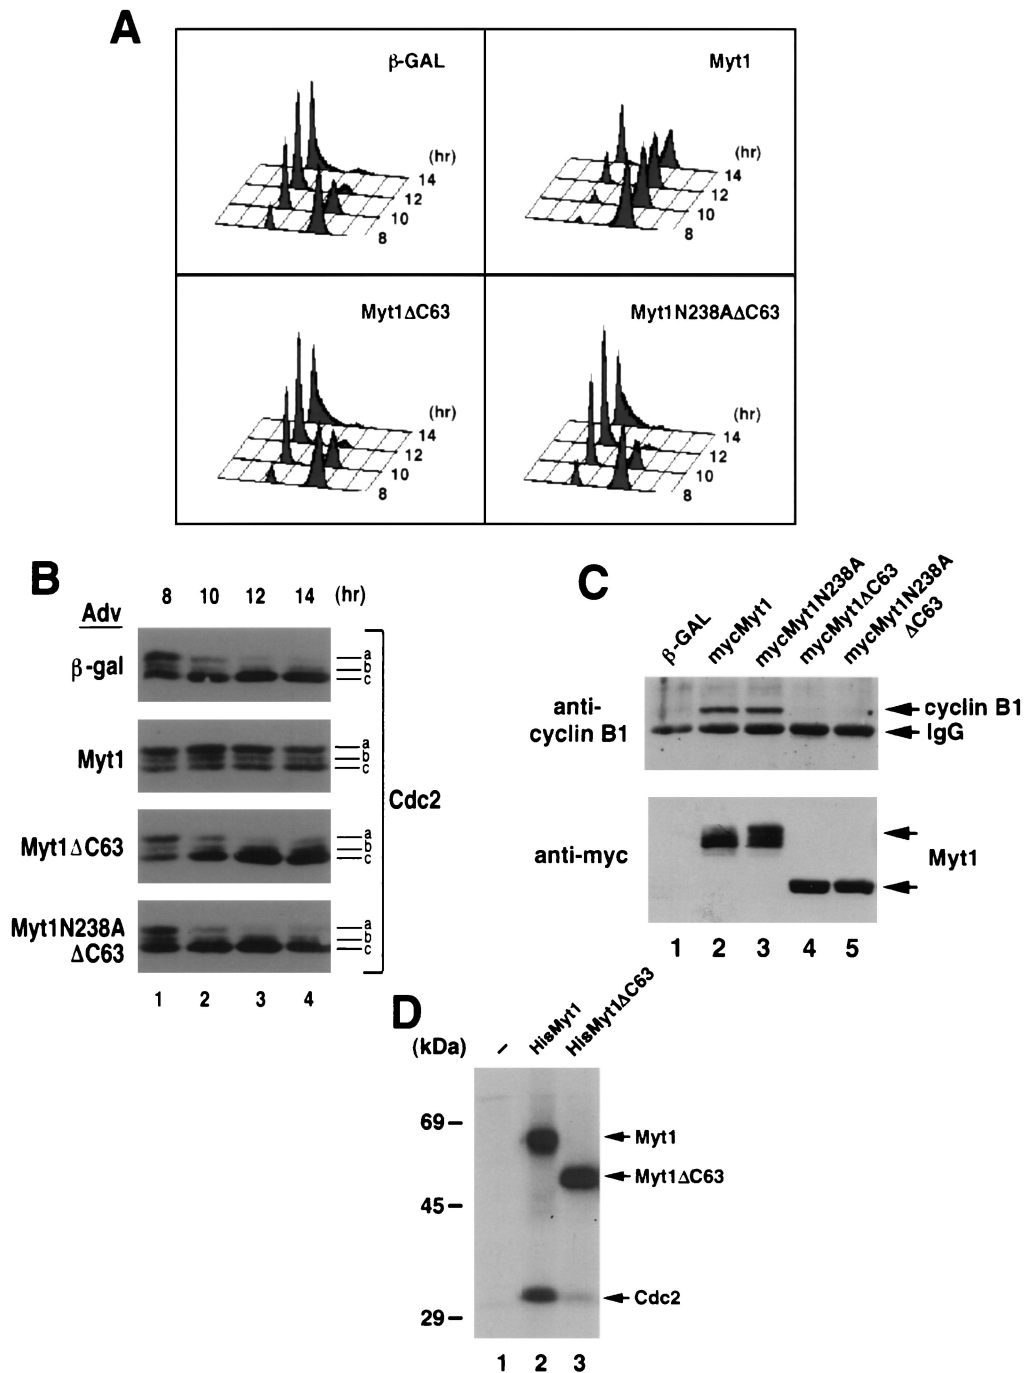 A
β-GAL
(hr)
14
12
10
8
Myt1
(hr)
14
12
10
8
Myt1ΔC63
(hr)
14
12
10
8
Myt1N238AΔC63
(hr)
14
12
10
8
B
8 10 12 14 (hr)
Adv
β-gal
a
b
c
Myt1
a
b
c
Myt1ΔC63
a
b
c
Myt1N238A
ΔC63
a
b
c
Cdc2
1 2 3 4
C
β-GAL
mycMyt1
mycMyt1N238A
mycMyt1ΔC63
mycMyt1N238A
ΔC63
anti-
cyclin B1
cyclin B1
IgG
anti-myc
Myt1
1 2 3 4 5
D
(kDa)
–
HisMyt1
HisMyt1ΔC63
69
45
29
Myt1
Myt1ΔC63
Cdc2
1 2 3